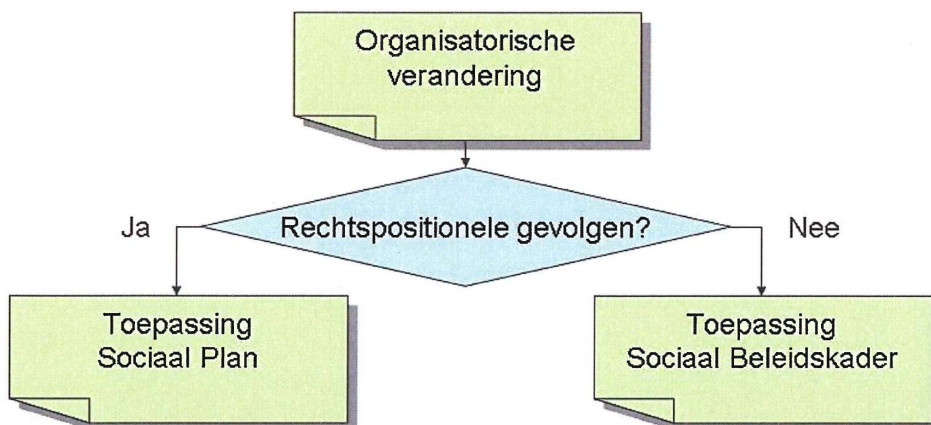 Organisatorische
verandering
Ja
Rechtspositionele gevolgen?
Nee
Toepassing
Sociaal Plan
Toepassing
Sociaal Beleidskader